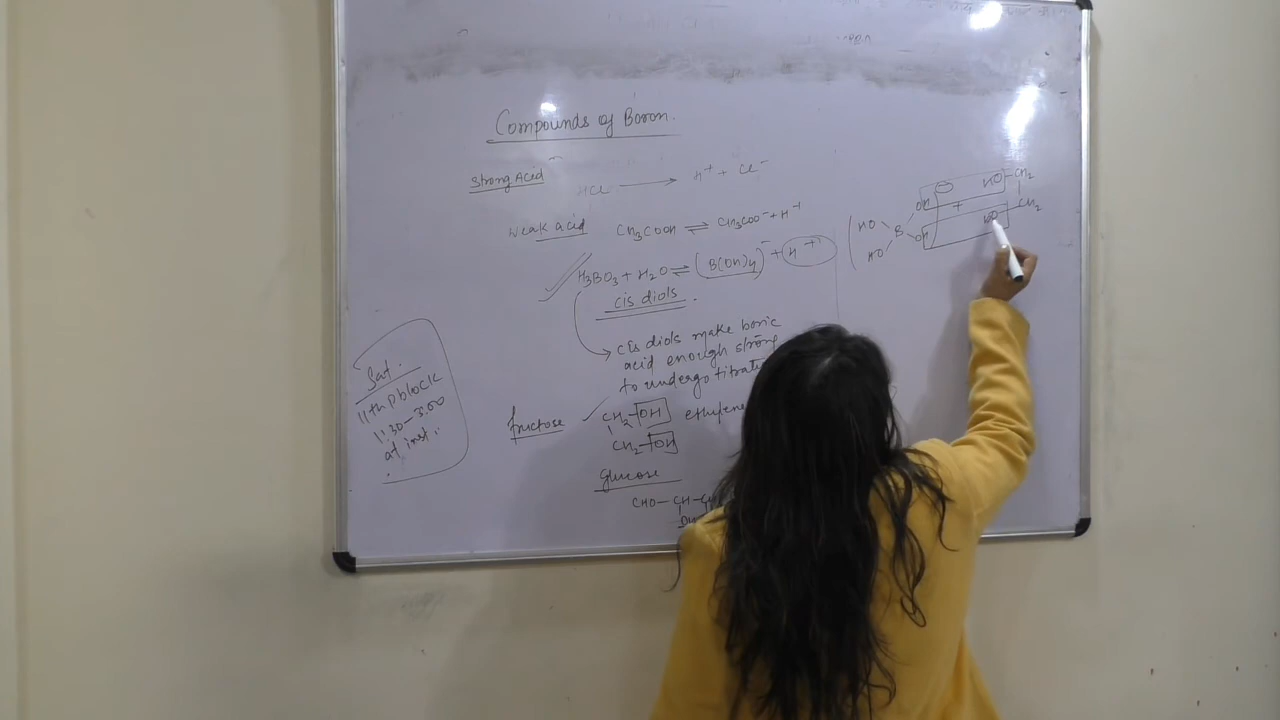 Compounds of Boron.
Strong Acid
HCl ⟶ H⁺ + Cl⁻
Weak acid CH₃COOH ⇌ CH₃COO⁻ + H⁺
H₃BO₃ + H₂O ⇌ (B(OH)₄)⁻ + H⁺
cis diols.
→ cis diols make boric
acid enough strong
to undergo
fructose CH₂-OH
CH₂-OH
Glucose
CHO-CH-
Sat.
11th P block
11:30-3:00
at inst.
HO OH HO-CH₂
B + |
HO OH HO CH₂